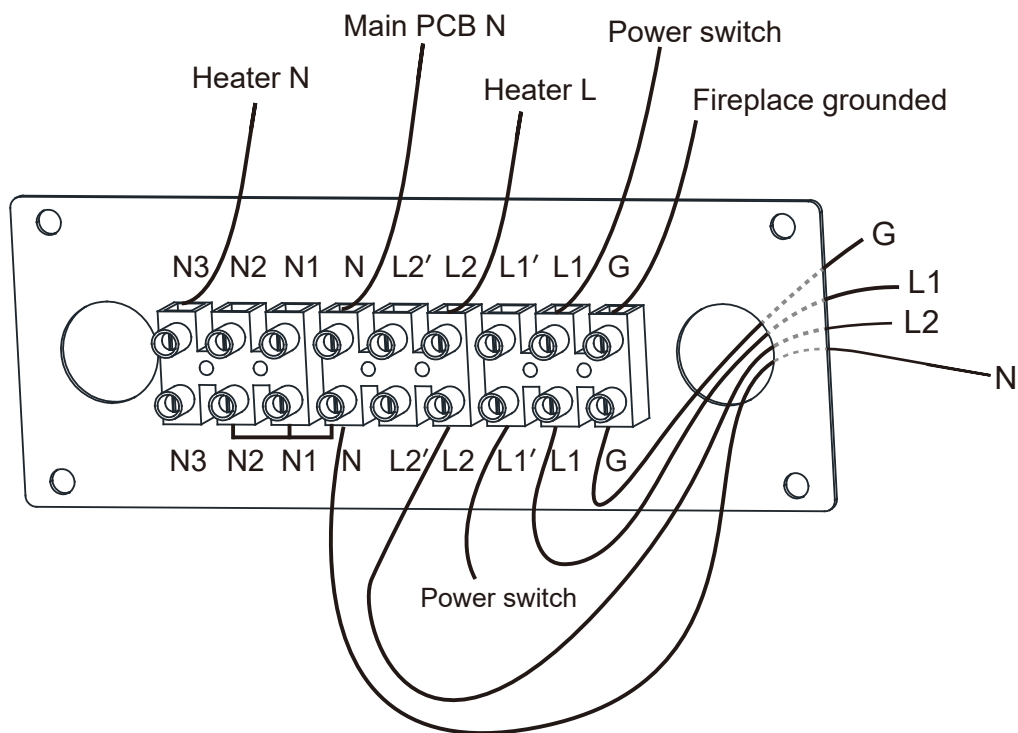 Main PCB N
Power switch
Heater N
Heater L
Fireplace grounded
G
N3 N2 N1 N L2′ L2 L1′ L1 G
L1
L2
N
N3 N2 N1 N L2′ L2 L1′ L1 G
Power switch